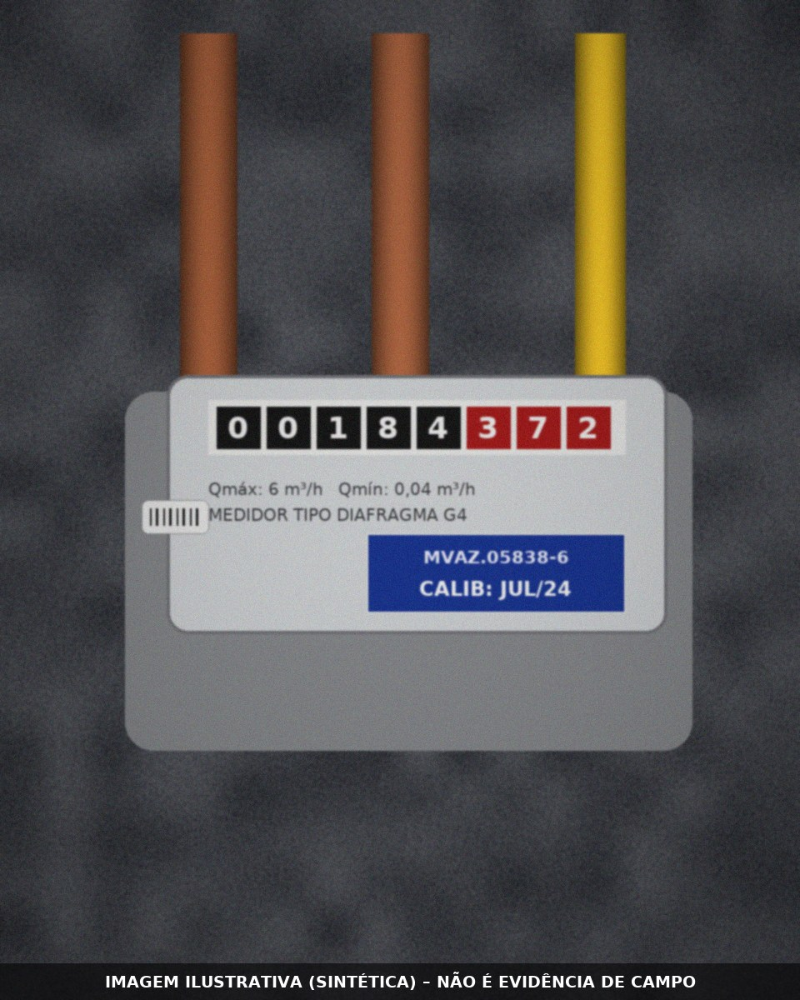 00184372
Qmáx: 6 m³/h Qmín: 0,04 m³/h
MEDIDOR TIPO DIAFRAGMA G4
MVAZ.05838-6
CALIB: JUL/24
IMAGEM ILUSTRATIVA (SINTÉTICA) – NÃO É EVIDÊNCIA DE CAMPO